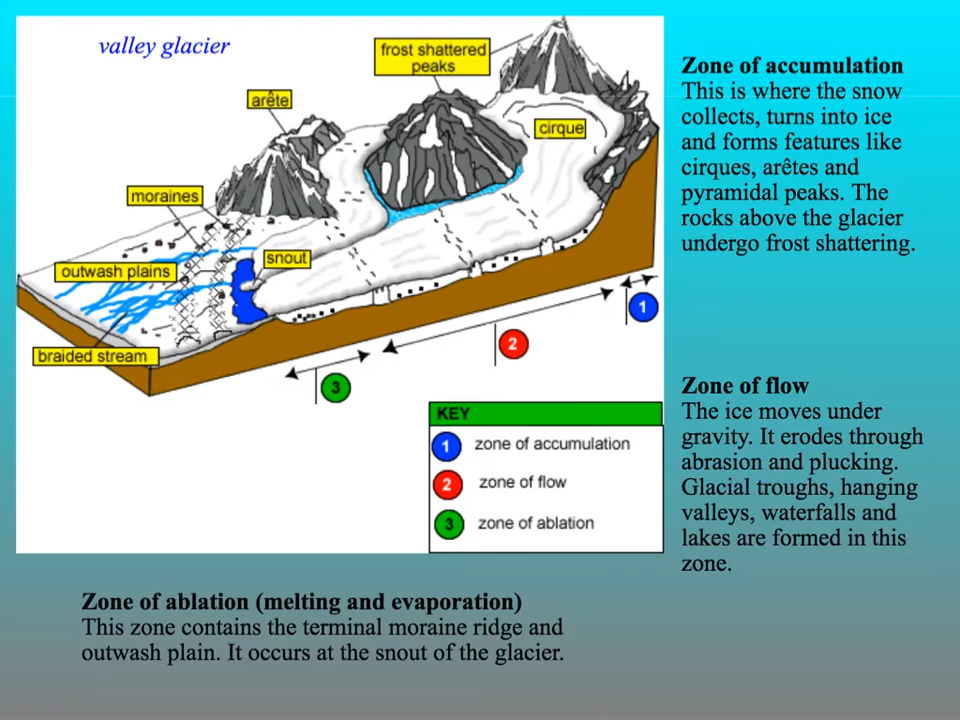 valley glacier
frost shattered
peaks
arête
cirque
moraines
snout
outwash plains
braided stream
1
2
3
KEY
1 zone of accumulation
2 zone of flow
3 zone of ablation
Zone of accumulation
This is where the snow
collects, turns into ice
and forms features like
cirques, arêtes and
pyramidal peaks. The
rocks above the glacier
undergo frost shattering.
Zone of flow
The ice moves under
gravity. It erodes through
abrasion and plucking.
Glacial troughs, hanging
valleys, waterfalls and
lakes are formed in this
zone.
Zone of ablation (melting and evaporation)
This zone contains the terminal moraine ridge and
outwash plain. It occurs at the snout of the glacier.